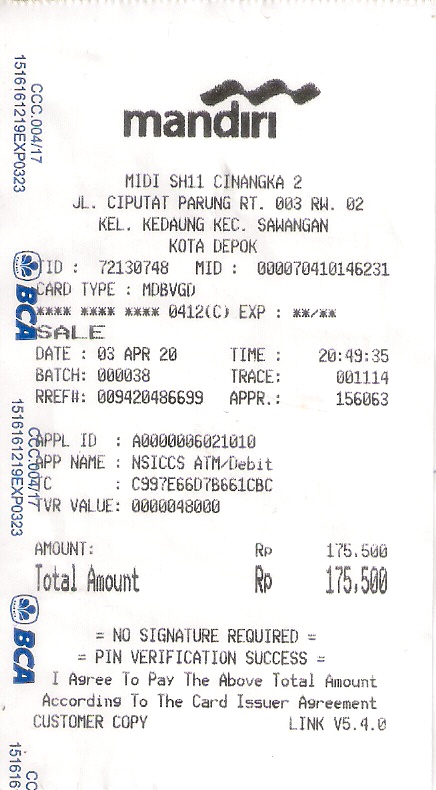 mandiri
MIDI SH11 CINANGKA 2
JL. CIPUTAT PARUNG RT. 003 RW. 02
KEL. KEDAUNG KEC. SAWANGAN
KOTA DEPOK
TID : 72130748 MID : 000070410146231
CARD TYPE : MDBVGD
**** **** **** 0412(C) EXP : **/**
SALE
DATE : 03 APR 20 TIME : 20:49:35
BATCH: 000038 TRACE: 001114
RREF#: 009420486699 APPR.: 156063
APPL ID : A0000006021010
APP NAME : NSICCS ATM/Debit
TC : C997E66D7B661CBC
TVR VALUE: 0000048000
AMOUNT: Rp 175.500
Total Amount Rp 175,500
= NO SIGNATURE REQUIRED =
= PIN VERIFICATION SUCCESS =
I Agree To Pay The Above Total Amount
According To The Card Issuer Agreement
CUSTOMER COPY LINK V5.4.0
CCC.004/17
1516161219EXP0323
BCA
CCC.004/17
1516161219EXP0323
BCA
CC
151616